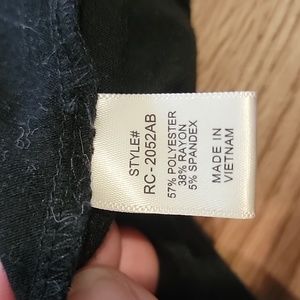 STYLE#
RC-2052AB
57% POLYESTER
38% RAYON
5% SPANDEX
MADE IN
VIETNAM